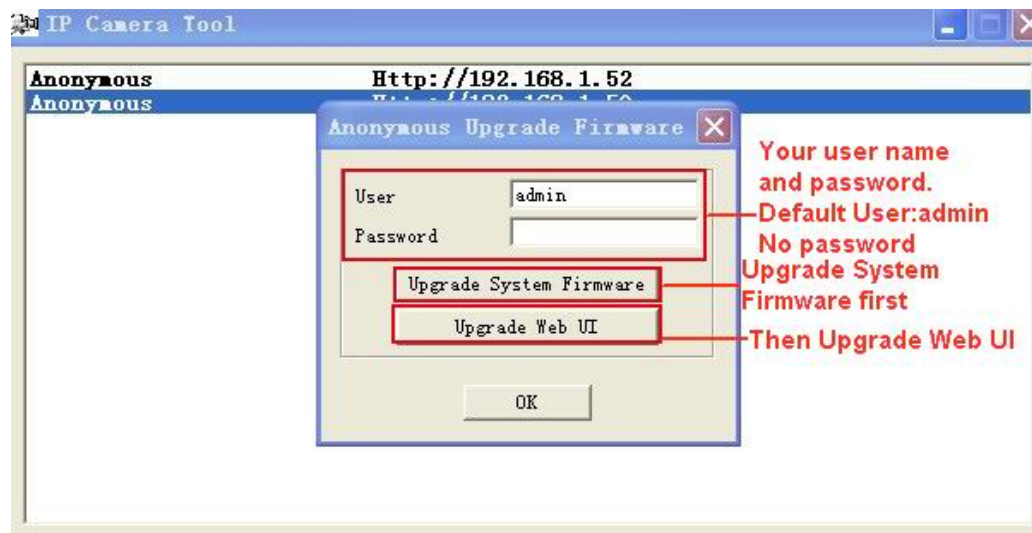 IP Camera Tool
Anonymous Http://192.168.1.52
Anonymous
Anonymous Upgrade Firmware
User admin
Password
Upgrade System Firmware
Upgrade Web UI
OK
Your user name
and password.
Default User:admin
No password
Upgrade System
Firmware first
Then Upgrade Web UI